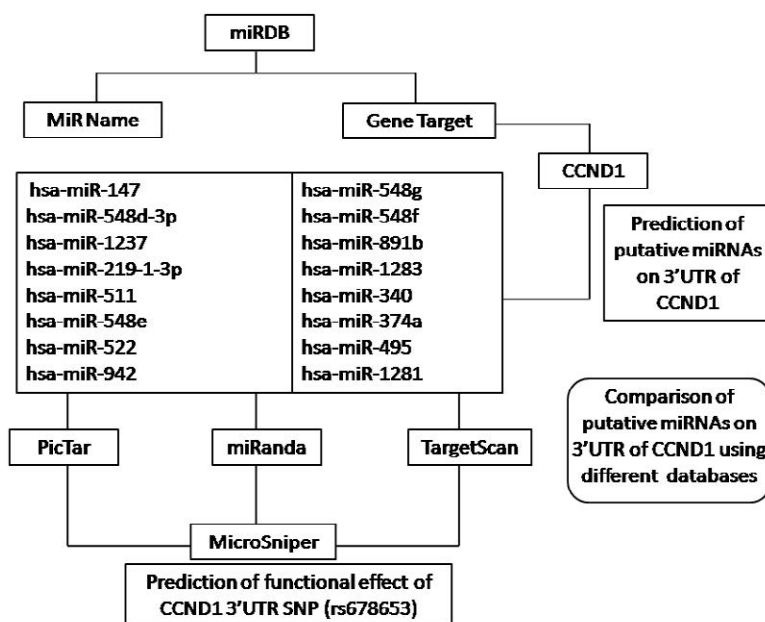 miRDB
MiR Name
Gene Target
CCND1
hsa-miR-147
hsa-miR-548d-3p
hsa-miR-1237
hsa-miR-219-1-3p
hsa-miR-511
hsa-miR-548e
hsa-miR-522
hsa-miR-942
hsa-miR-548g
hsa-miR-548f
hsa-miR-891b
hsa-miR-1283
hsa-miR-340
hsa-miR-374a
hsa-miR-495
hsa-miR-1281
Prediction of
putative miRNAs
on 3'UTR of
CCND1
Comparison of
putative miRNAs on
3'UTR of CCND1 using
different databases
PicTar
miRanda
TargetScan
MicroSniper
Prediction of functional effect of
CCND1 3'UTR SNP (rs678653)